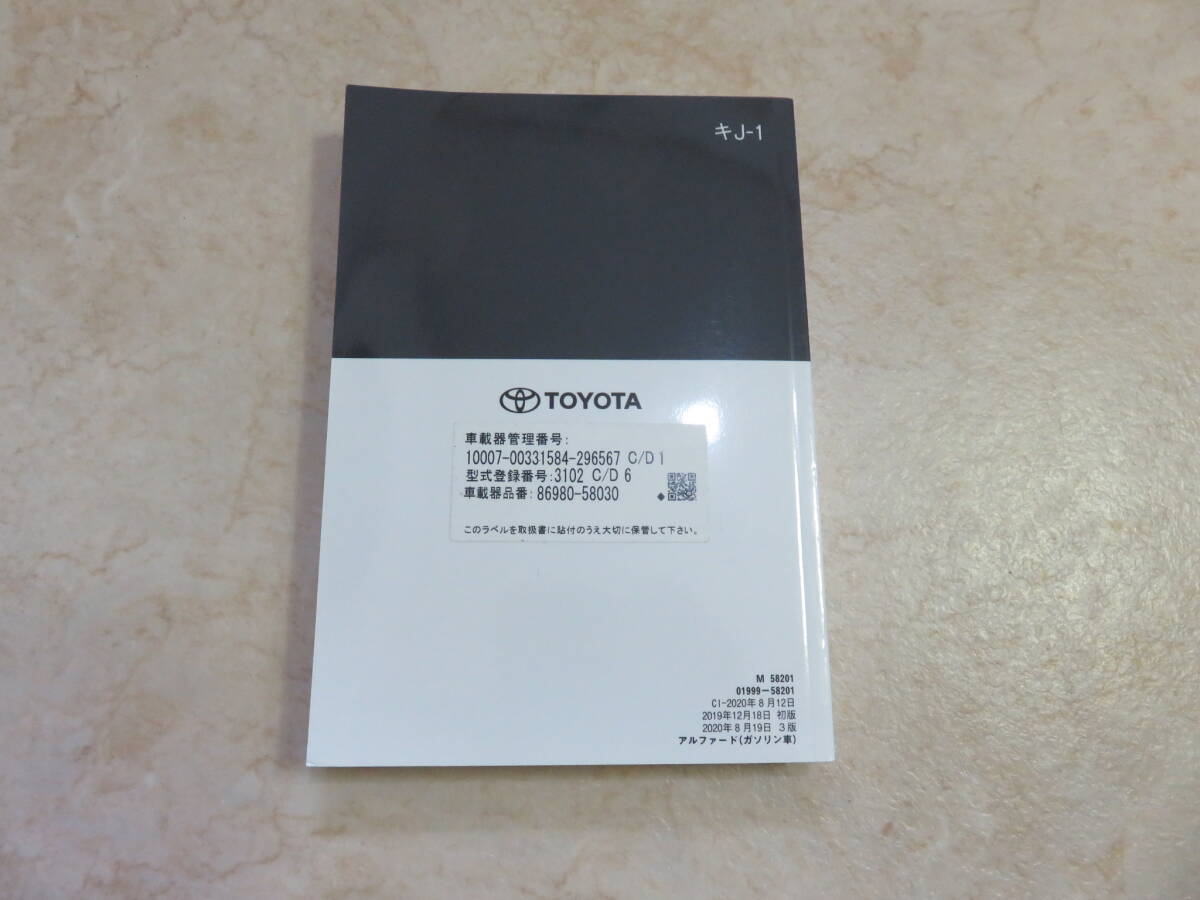 キJ-1
TOYOTA
車載器管理番号:
10007-00331584-296567 C/D 1
型式登録番号:3102 C/D 6
車載器品番: 86980-58030
このラベルを取扱書に貼付のうえ大切に保管して下さい。
M 58201
01999-58201
CI-2020年8月12日
2019年12月18日 初版
2020年8月19日 3版
アルファード(ガソリン車)